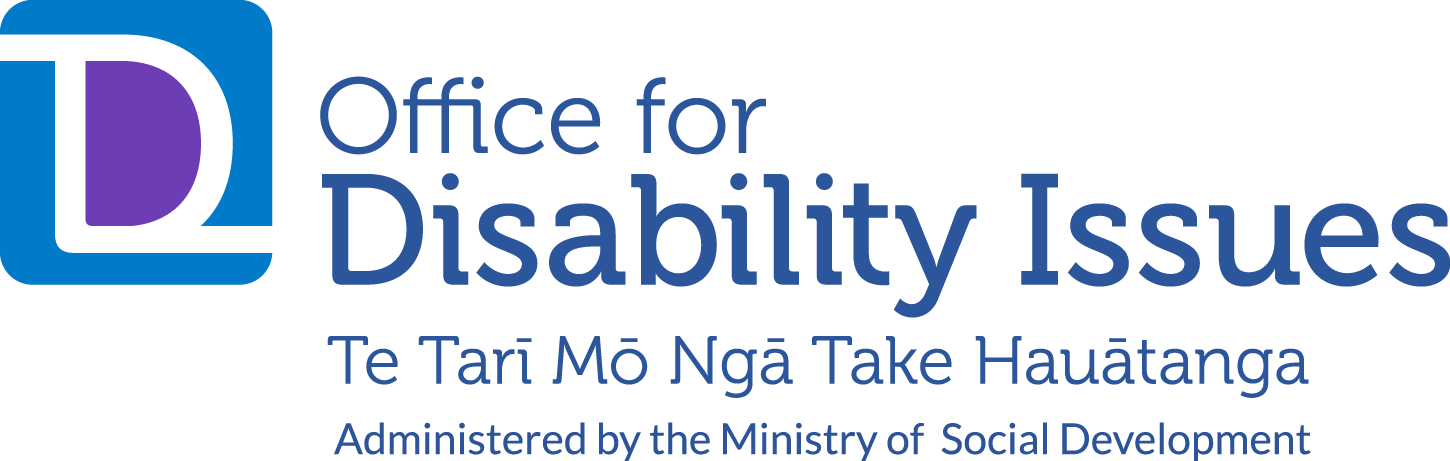 Office for
Disability Issues
Te Tarī Mō Ngā Take Hauātanga
Administered by the Ministry of Social Development